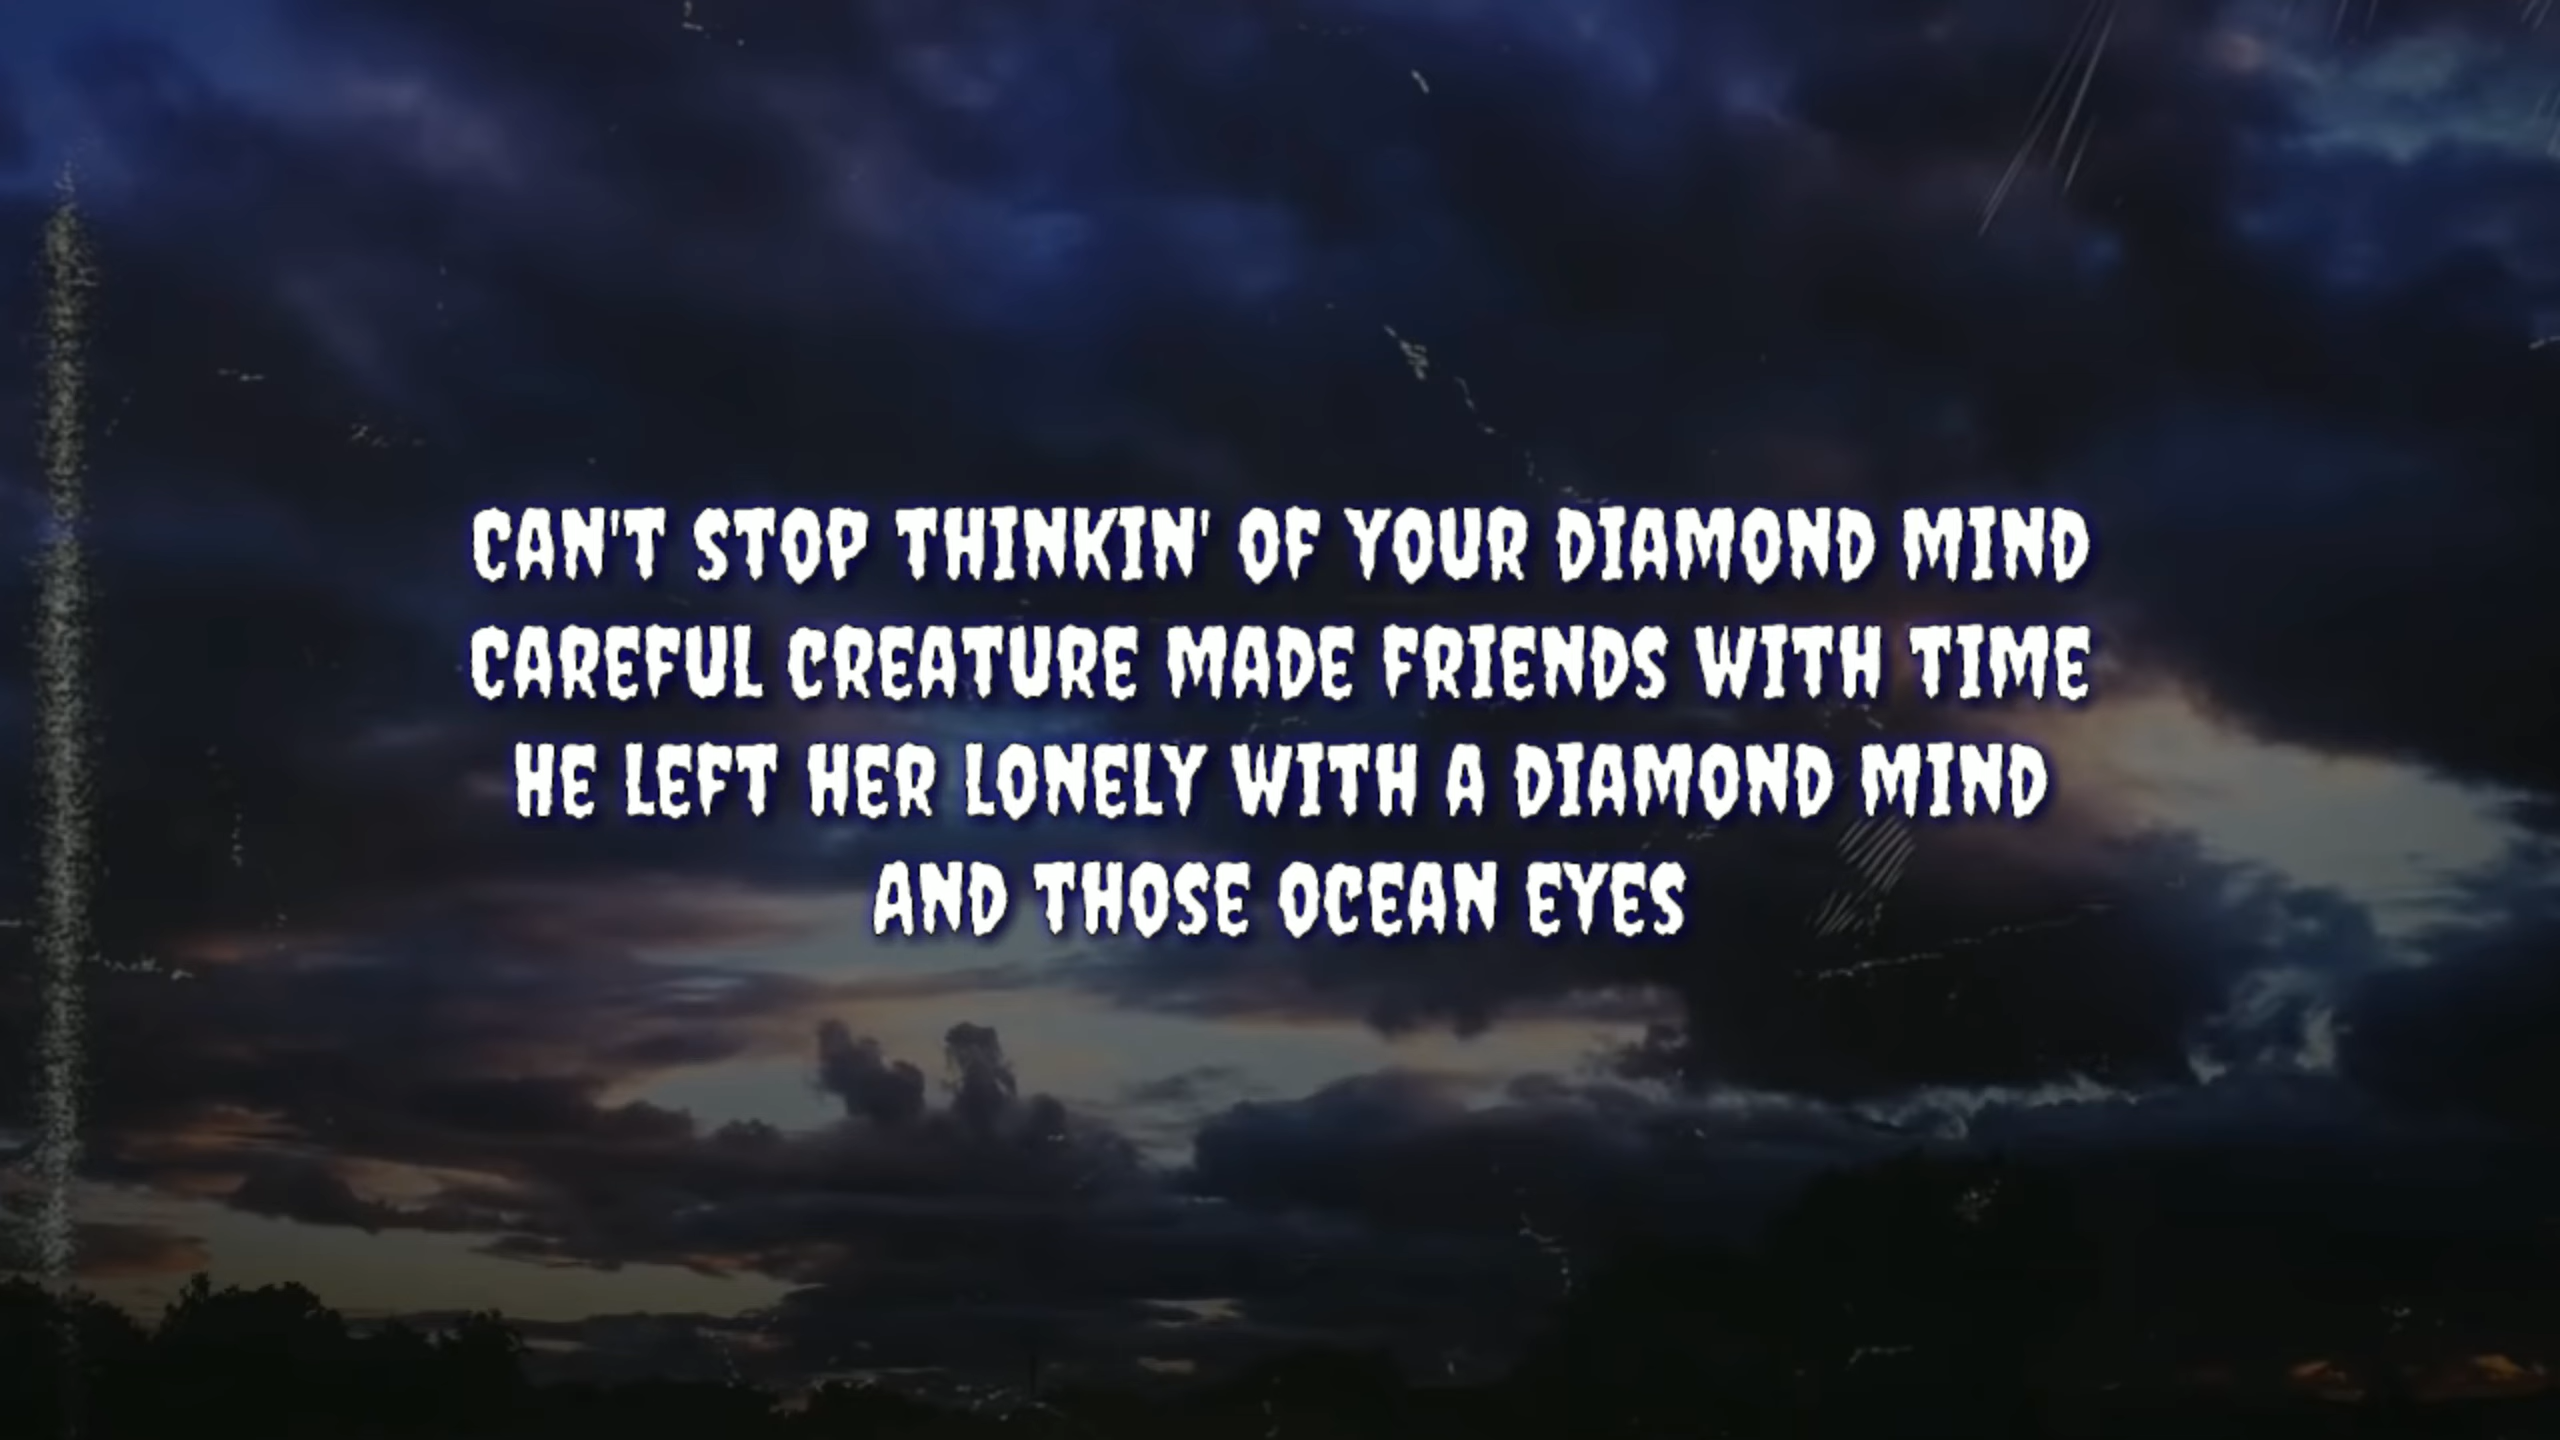 CAN'T STOP THINKIN' OF YOUR DIAMOND MIND
CAREFUL CREATURE MADE FRIENDS WITH TIME
HE LEFT HER LONELY WITH A DIAMOND MIND
AND THOSE OCEAN EYES